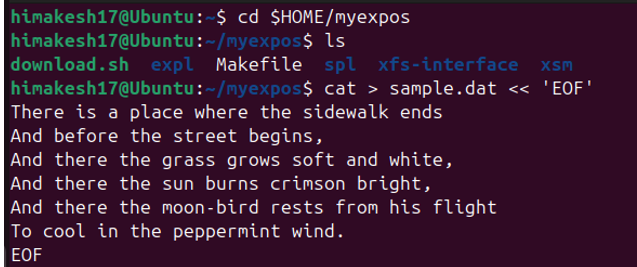 himakesh17@Ubuntu:~$ cd $HOME/myexpos
himakesh17@Ubuntu:~/myexpos$ ls
download.sh  expl  Makefile  spl  xfs-interface  xsm
himakesh17@Ubuntu:~/myexpos$ cat > sample.dat << 'EOF'
There is a place where the sidewalk ends
And before the street begins,
And there the grass grows soft and white,
And there the sun burns crimson bright,
And there the moon-bird rests from his flight
To cool in the peppermint wind.
EOF